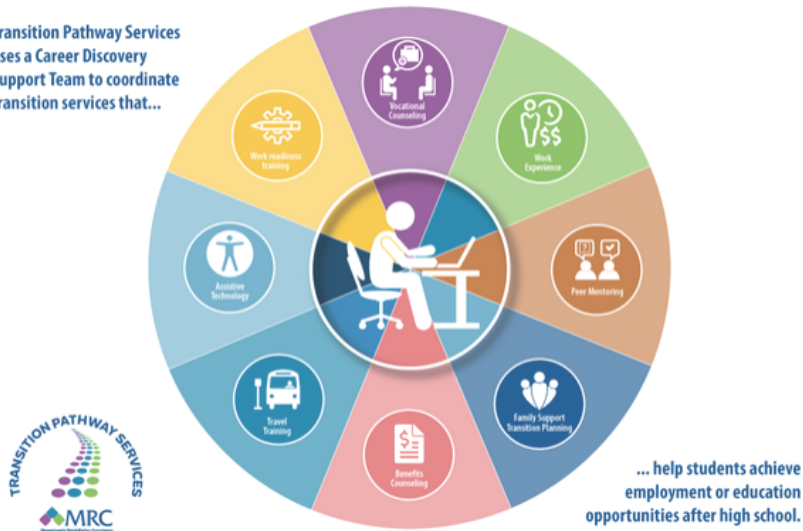 ransition Pathway Services
ses a Career Discovery
upport Team to coordinate
ransition services that...
Vocational
Counseling
Work
Experience
Work readiness
training
Peer Mentoring
Assistive
Technology
Family Support
Transition Planning
Travel
Training
Benefits
Counseling
TRANSITION PATHWAY SERVICES
MRC
... help students achieve
employment or education
opportunities after high school.